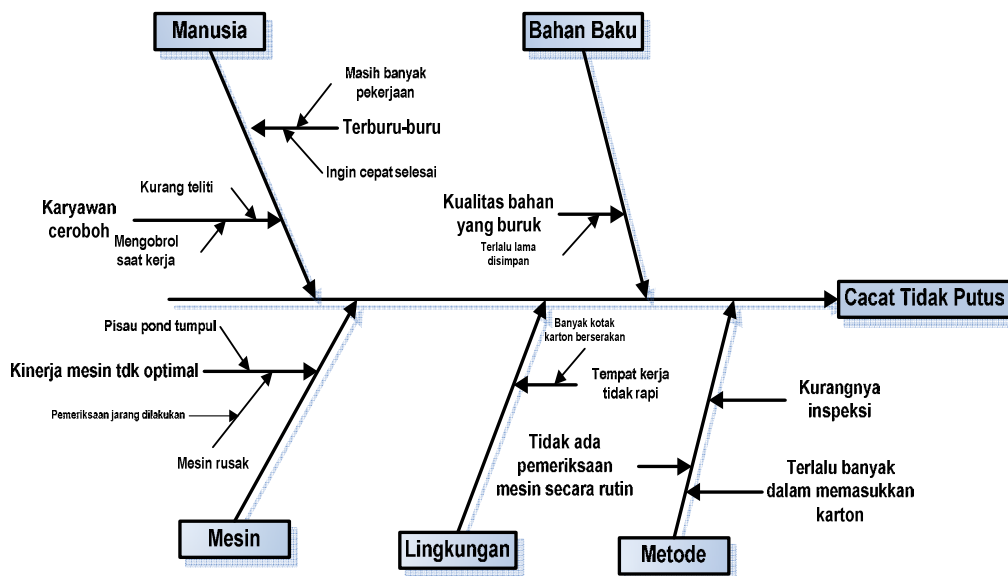 Manusia
Bahan Baku
Masih banyak
pekerjaan
Terburu-buru
Ingin cepat selesai
Kurang teliti
Karyawan
ceroboh
Mengobrol
saat kerja
Kualitas bahan
yang buruk
Terlalu lama
disimpan
Cacat Tidak Putus
Pisau pond tumpul
Kinerja mesin tdk optimal
Pemeriksaan jarang dilakukan
Mesin rusak
Banyak kotak
karton berserakan
Tempat kerja
tidak rapi
Kurangnya
inspeksi
Tidak ada
pemeriksaan
mesin secara rutin
Terlalu banyak
dalam memasukkan
karton
Mesin
Lingkungan
Metode